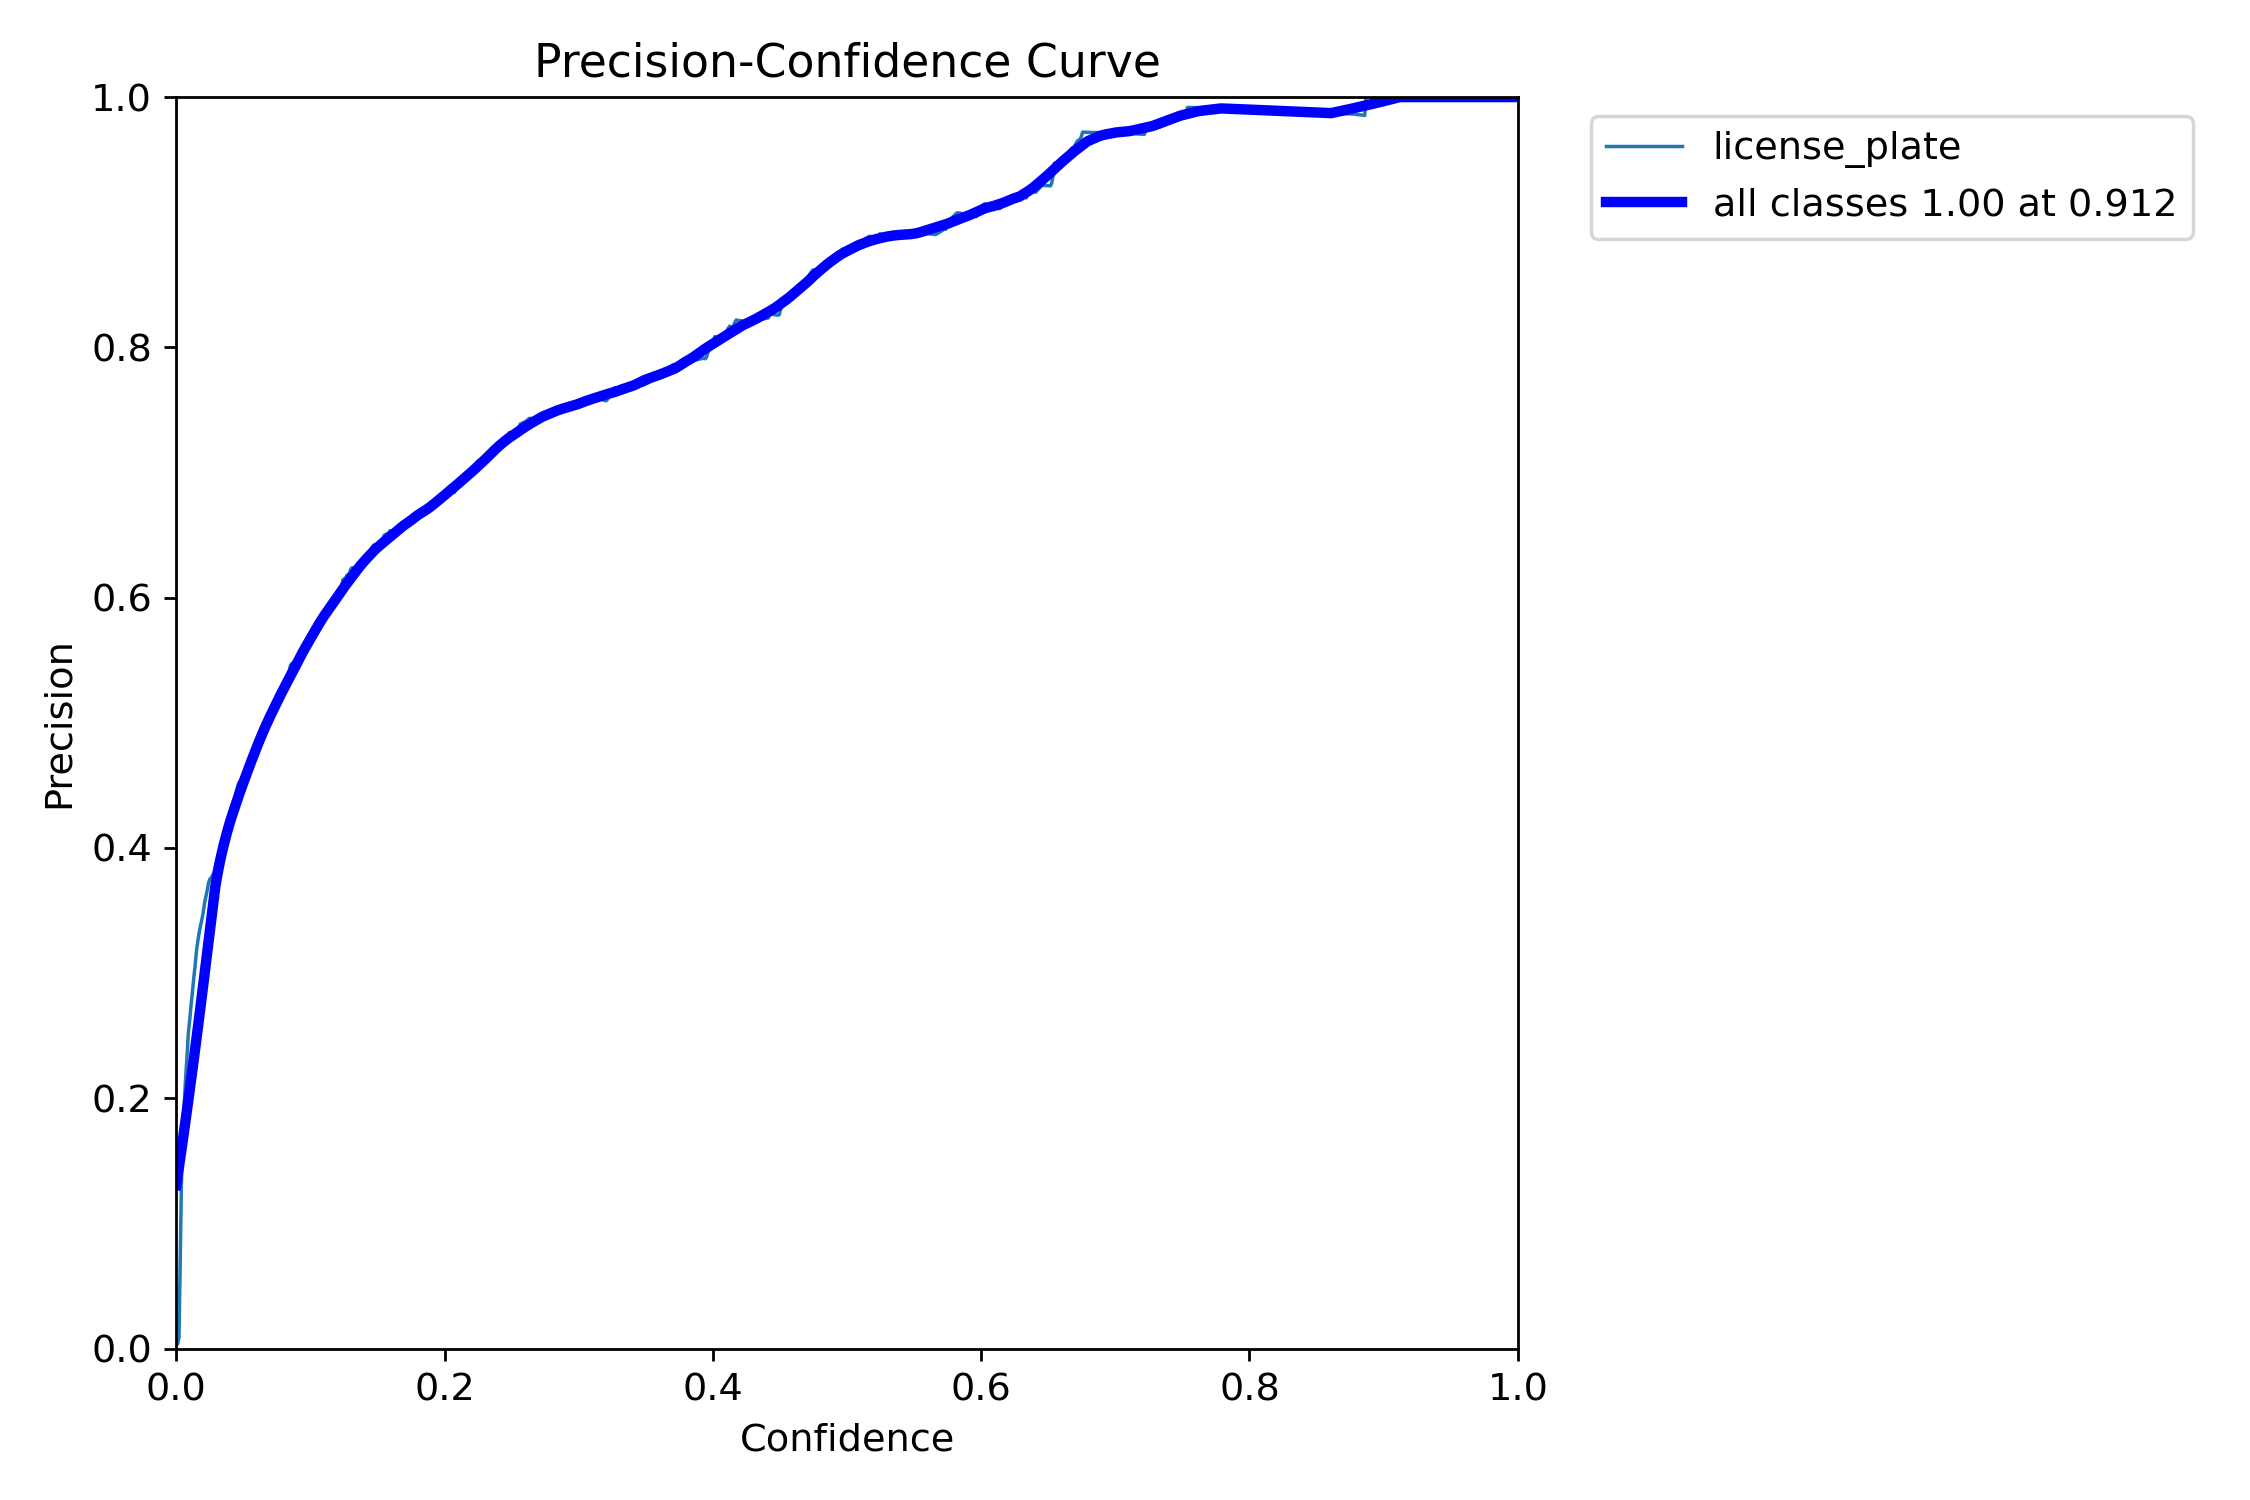 Precision-Confidence Curve
1.0
0.8
0.6
0.4
0.2
0.0
Precision
0.0 0.2 0.4 0.6 0.8 1.0
Confidence
license_plate
all classes 1.00 at 0.912